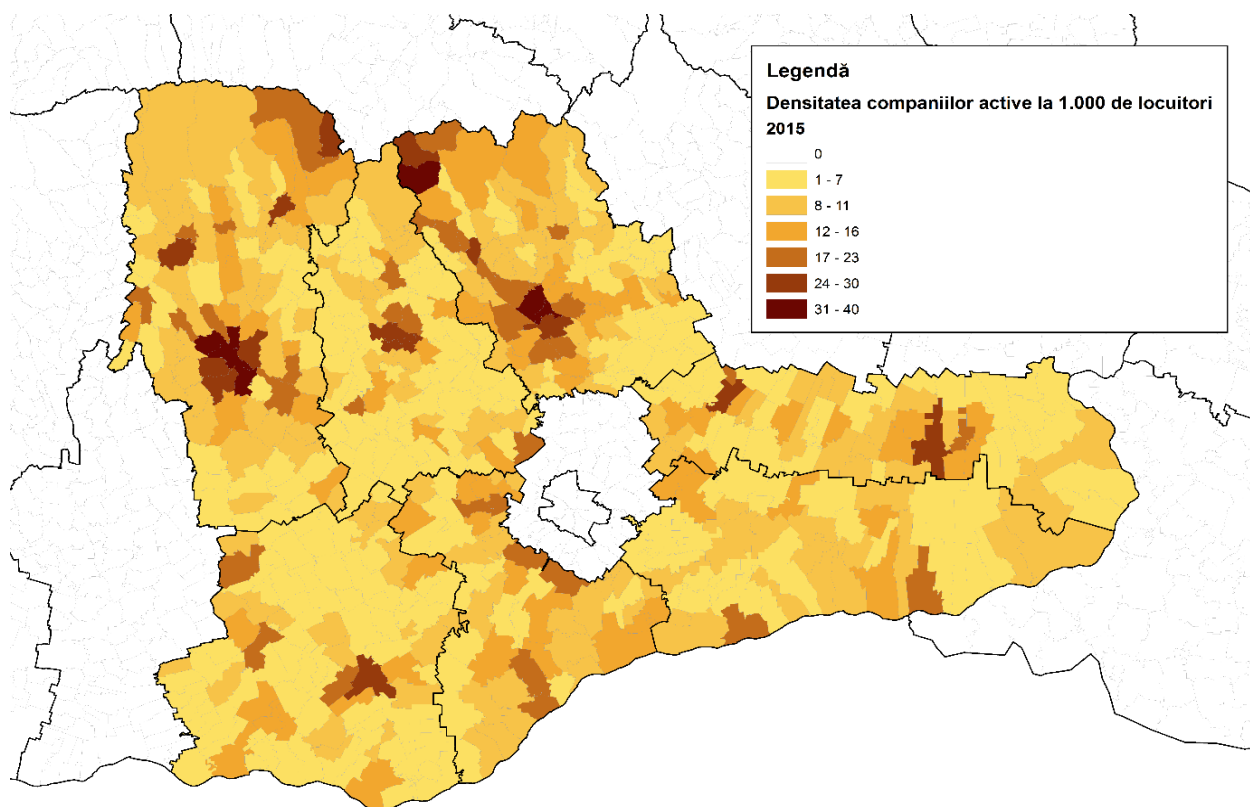 Legendă
Densitatea companiilor active la 1.000 de locuitori
2015
0
1 - 7
8 - 11
12 - 16
17 - 23
24 - 30
31 - 40